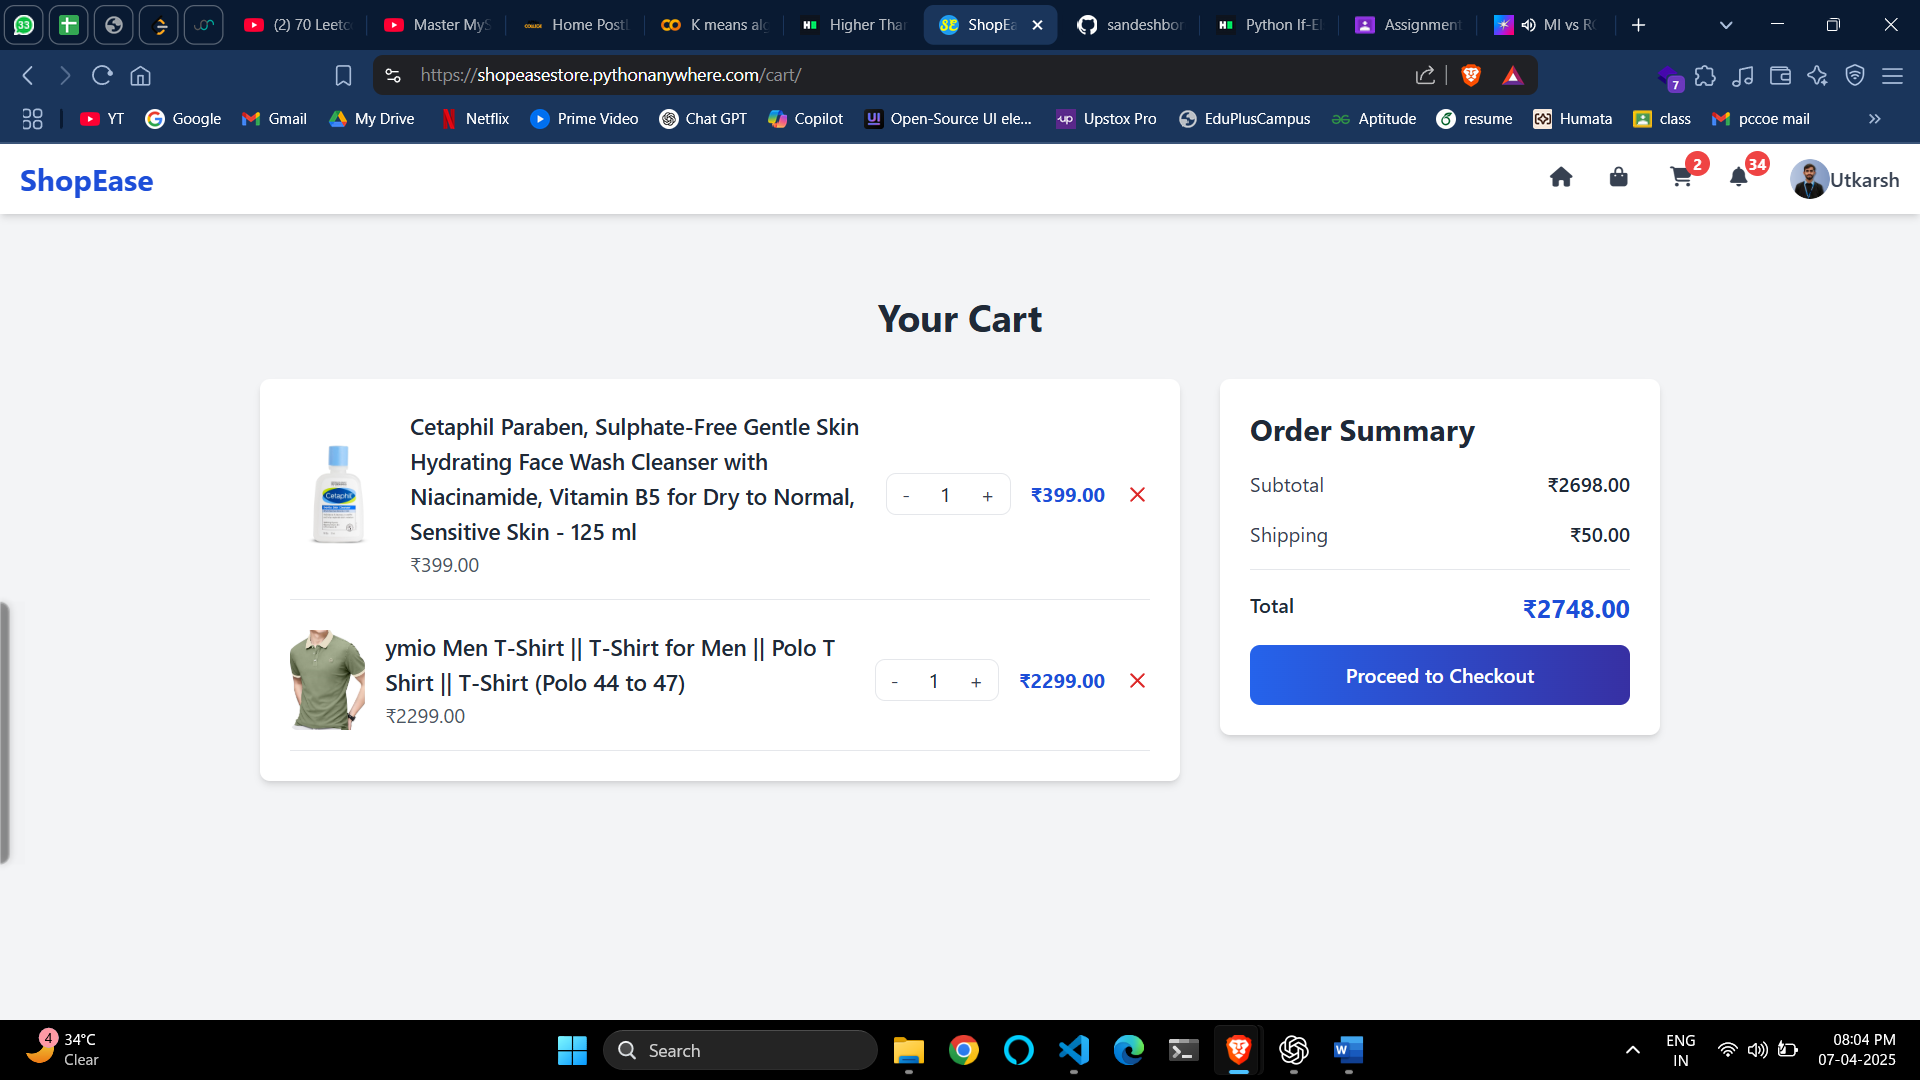 33
(2) 70 Leetc
Master MyS
Home Post
K means alg
Higher Tha
ShopEa
sandeshbor
Python If-El
Assignment
MI vs RC
https://shopeasestore.pythonanywhere.com/cart/
7
YT
Google
Gmail
My Drive
Netflix
Prime Video
Chat GPT
Copilot
Open-Source UI ele...
Upstox Pro
EduPlusCampus
Aptitude
resume
Humata
class
pccoe mail
ShopEase
2
34
Utkarsh
Your Cart
Cetaphil Paraben, Sulphate-Free Gentle Skin
Hydrating Face Wash Cleanser with
Niacinamide, Vitamin B5 for Dry to Normal,
Sensitive Skin - 125 ml
₹399.00
Cetaphil
- 1 +
₹399.00
ymio Men T-Shirt || T-Shirt for Men || Polo T
Shirt || T-Shirt (Polo 44 to 47)
₹2299.00
- 1 +
₹2299.00
Order Summary
Subtotal ₹2698.00
Shipping ₹50.00
Total ₹2748.00
Proceed to Checkout
4
34°C
Clear
Search
ENG
IN
08:04 PM
07-04-2025